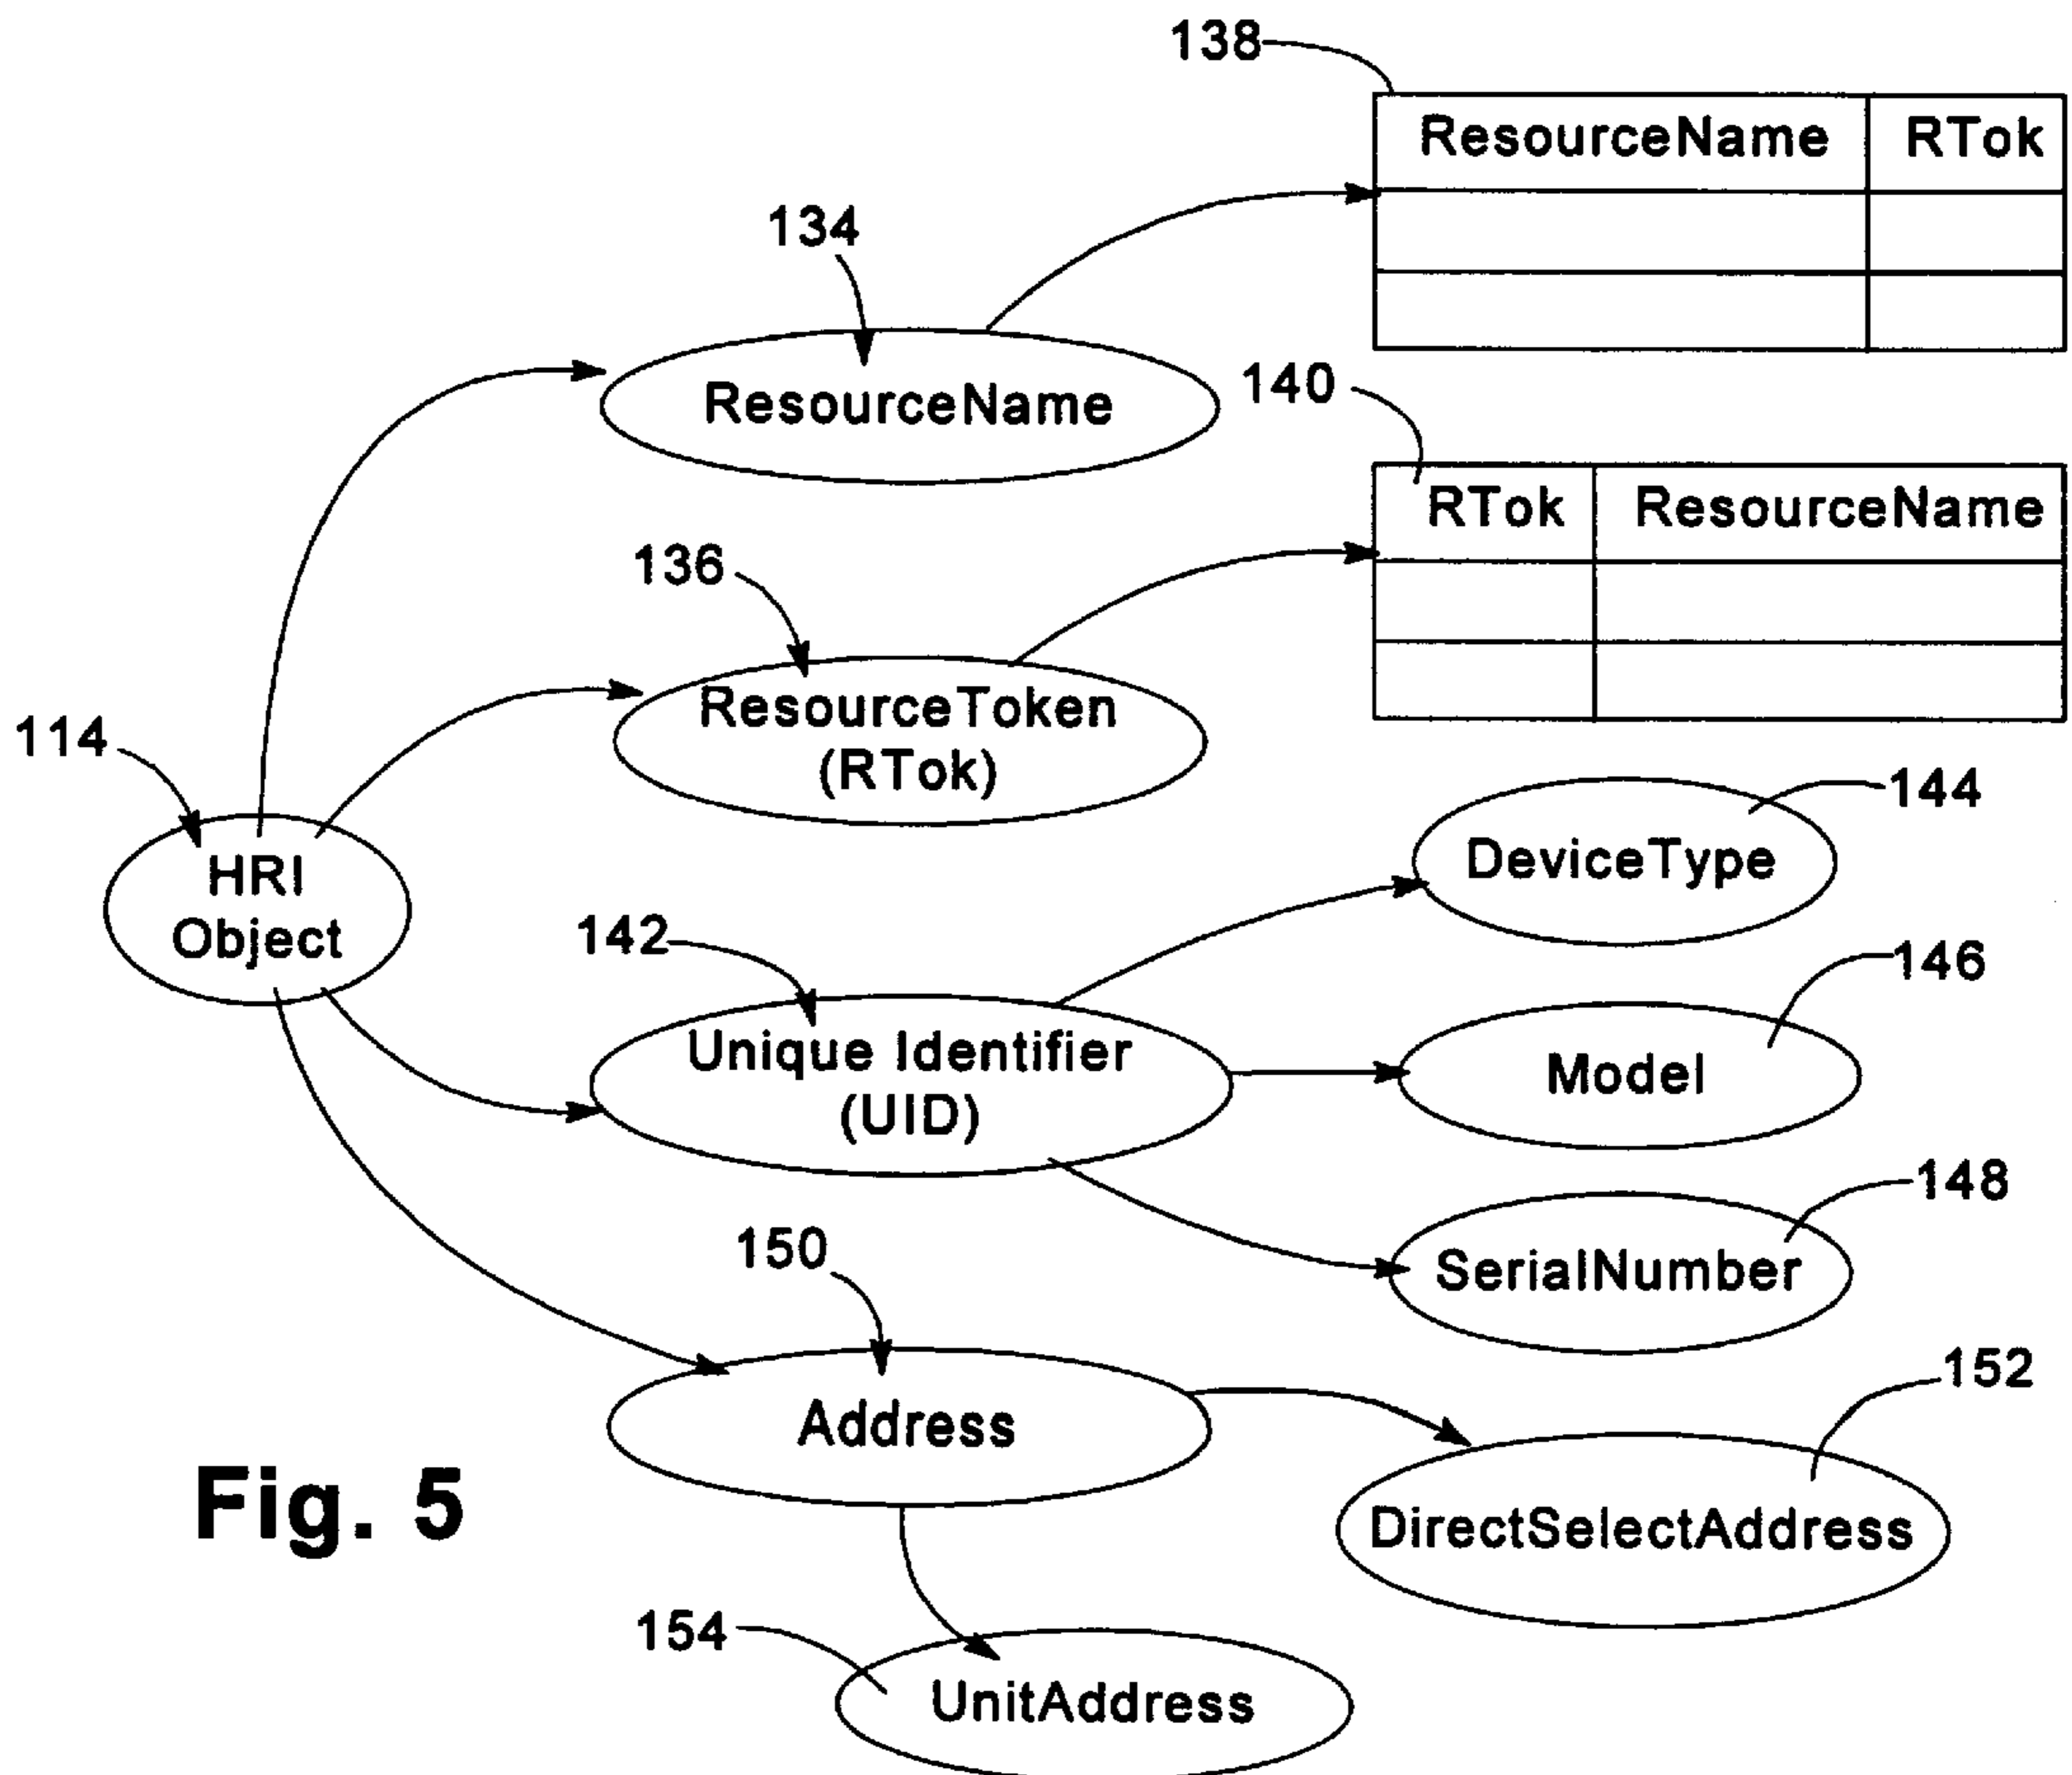 138
ResourceName RTok
134
ResourceName
140
RTok ResourceName
136
ResourceToken
(RTok)
114
HRI
Object
144
DeviceType
142
Unique Identifier
(UID)
146
Model
148
SerialNumber
150
Address
152
DirectSelectAddress
154
UnitAddress
Fig. 5